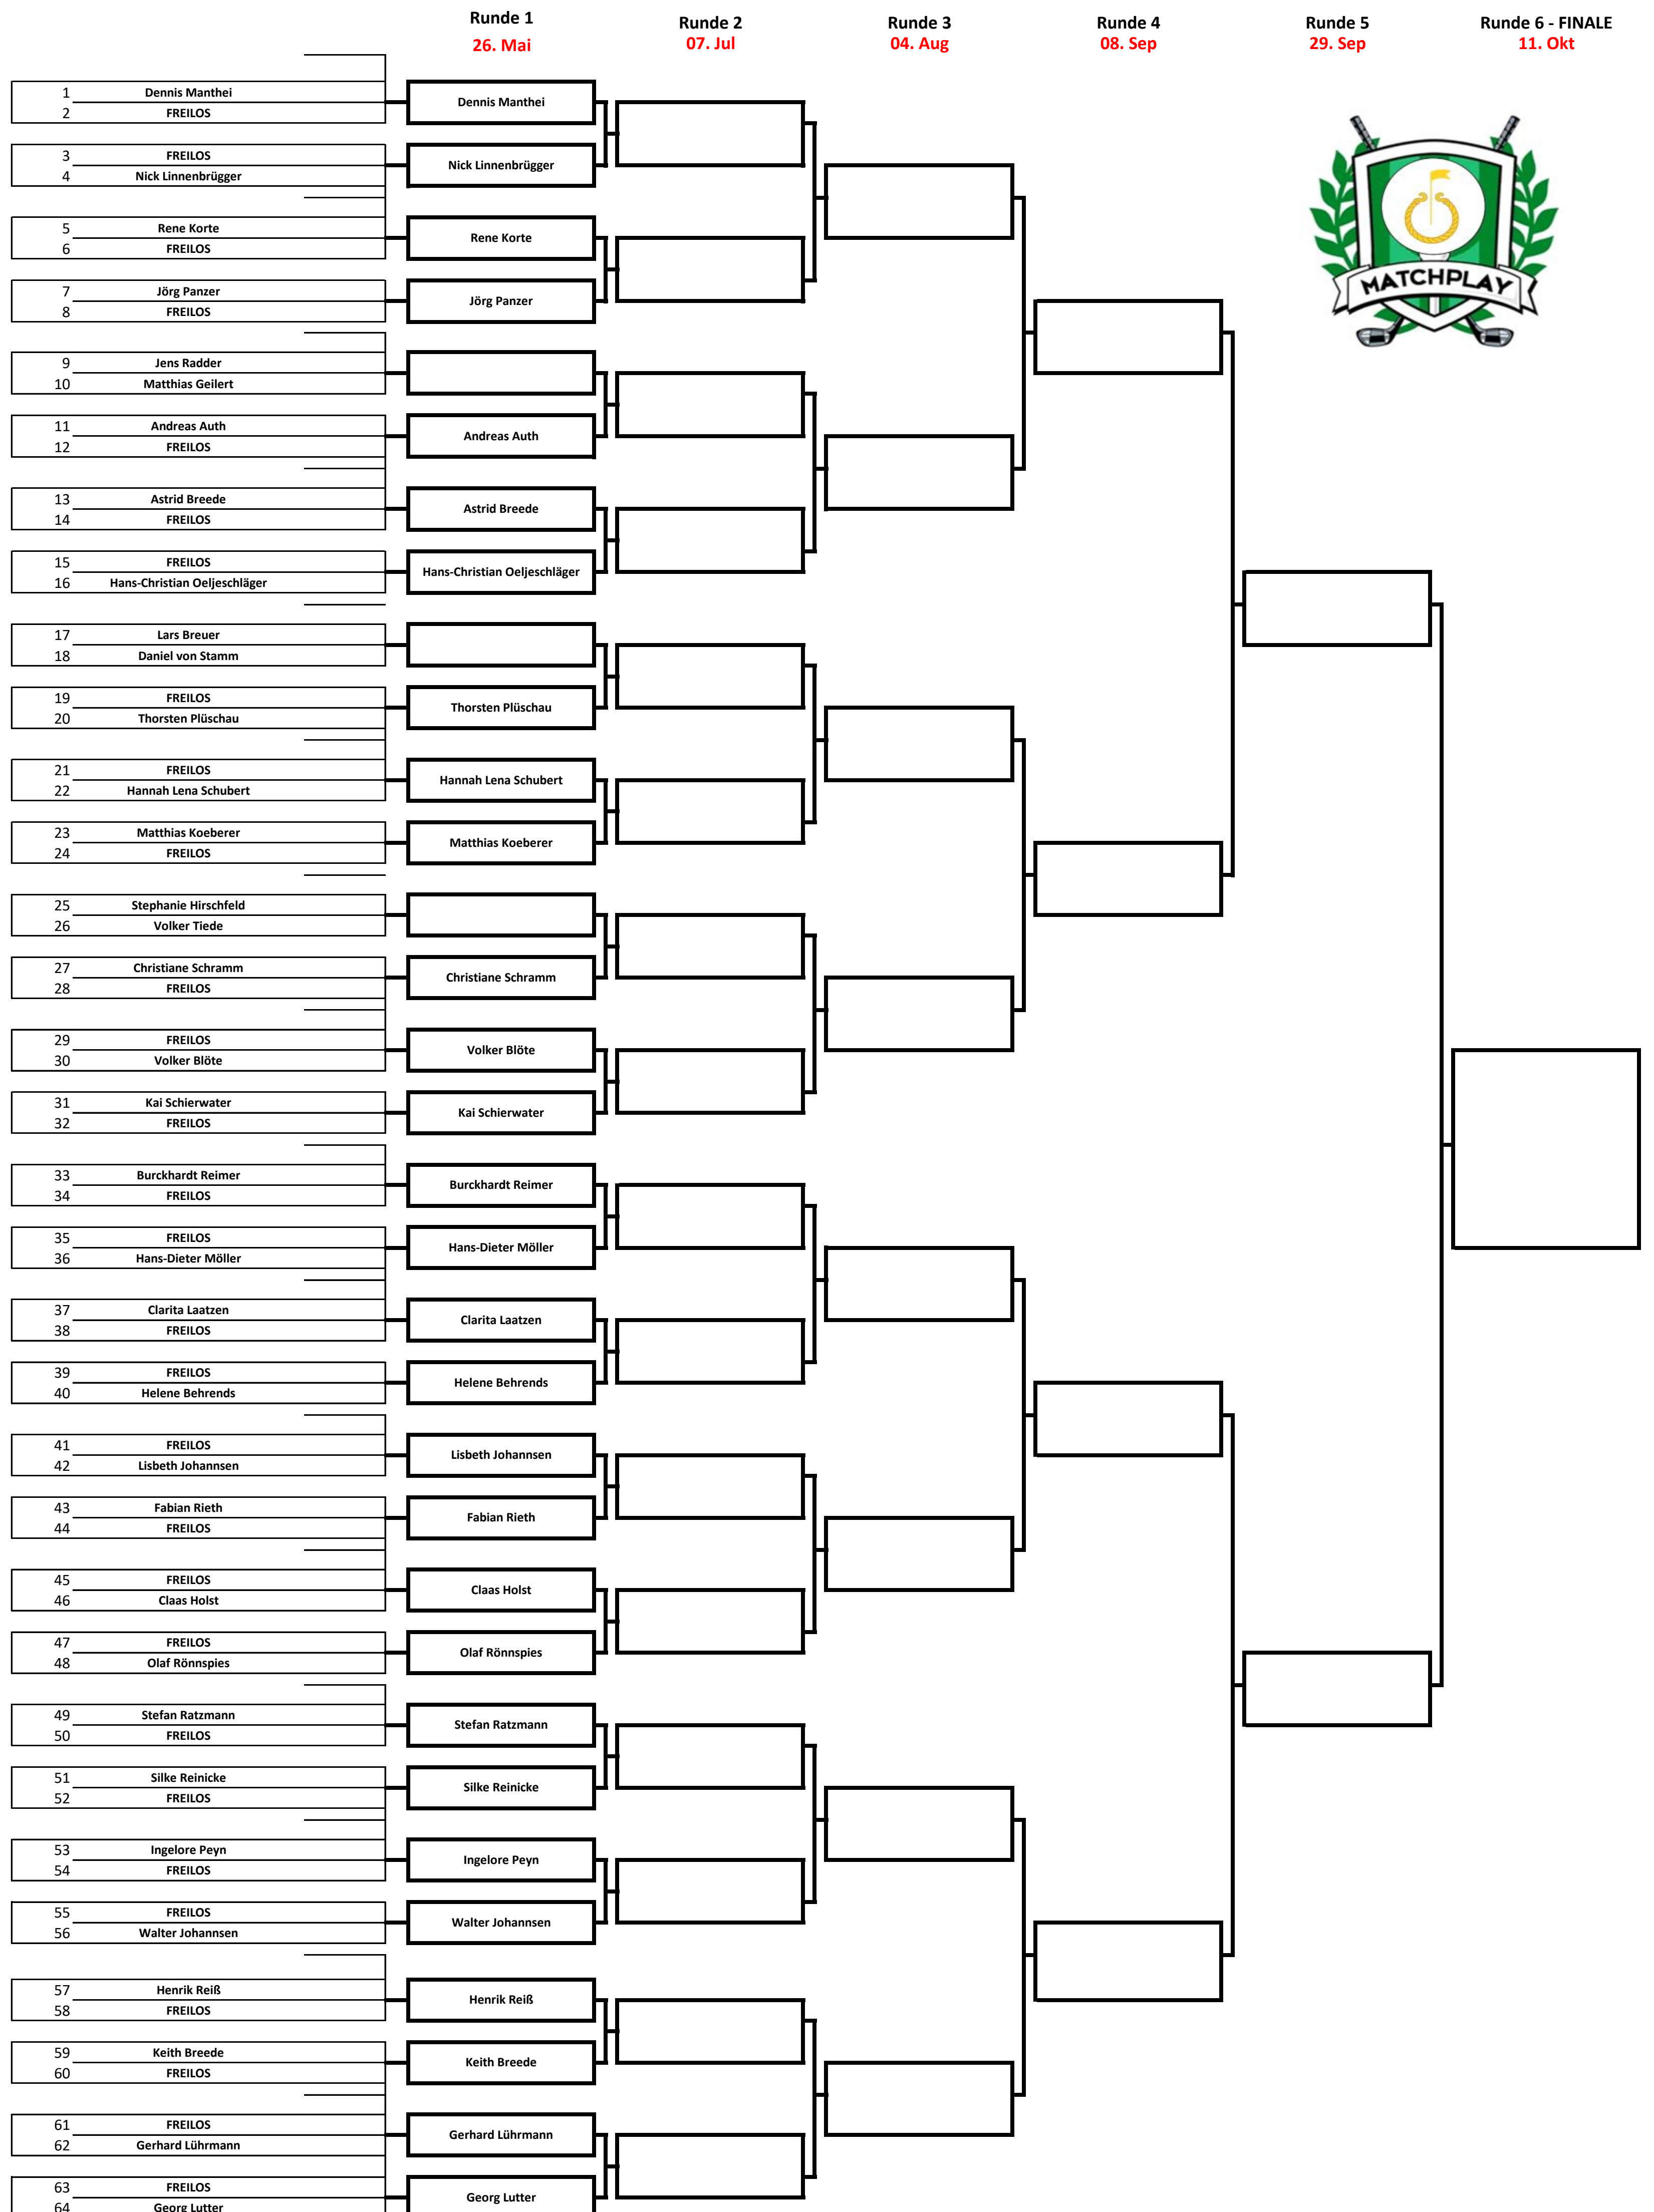 Runde 1
Runde 2
Runde 3
Runde 4
Runde 5
Runde 6 - FINALE
26. Mai
07. Jul
04. Aug
08. Sep
29. Sep
11. Okt
MATCHPLAY
1 Dennis Manthei
2 FREILOS
Dennis Manthei
3 FREILOS
4 Nick Linnenbrügger
Nick Linnenbrügger
5 Rene Korte
6 FREILOS
Rene Korte
7 Jörg Panzer
8 FREILOS
Jörg Panzer
9 Jens Radder
10 Matthias Geilert
11 Andreas Auth
12 FREILOS
Andreas Auth
13 Astrid Breede
14 FREILOS
Astrid Breede
15 FREILOS
16 Hans-Christian Oeljeschläger
Hans-Christian Oeljeschläger
17 Lars Breuer
18 Daniel von Stamm
19 FREILOS
20 Thorsten Plüschau
Thorsten Plüschau
21 FREILOS
22 Hannah Lena Schubert
Hannah Lena Schubert
23 Matthias Koeberer
24 FREILOS
Matthias Koeberer
25 Stephanie Hirschfeld
26 Volker Tiede
27 Christiane Schramm
28 FREILOS
Christiane Schramm
29 FREILOS
30 Volker Blöte
Volker Blöte
31 Kai Schierwater
32 FREILOS
Kai Schierwater
33 Burckhardt Reimer
34 FREILOS
Burckhardt Reimer
35 FREILOS
36 Hans-Dieter Möller
Hans-Dieter Möller
37 Clarita Laatzen
38 FREILOS
Clarita Laatzen
39 FREILOS
40 Helene Behrends
Helene Behrends
41 FREILOS
42 Lisbeth Johannsen
Lisbeth Johannsen
43 Fabian Rieth
44 FREILOS
Fabian Rieth
45 FREILOS
46 Claas Holst
Claas Holst
47 FREILOS
48 Olaf Rönnspies
Olaf Rönnspies
49 Stefan Ratzmann
50 FREILOS
Stefan Ratzmann
51 Silke Reinicke
52 FREILOS
Silke Reinicke
53 Ingelore Peyn
54 FREILOS
Ingelore Peyn
55 FREILOS
56 Walter Johannsen
Walter Johannsen
57 Henrik Reiß
58 FREILOS
Henrik Reiß
59 Keith Breede
60 FREILOS
Keith Breede
61 FREILOS
62 Gerhard Lührmann
Gerhard Lührmann
63 FREILOS
64 Georg Lutter
Georg Lutter